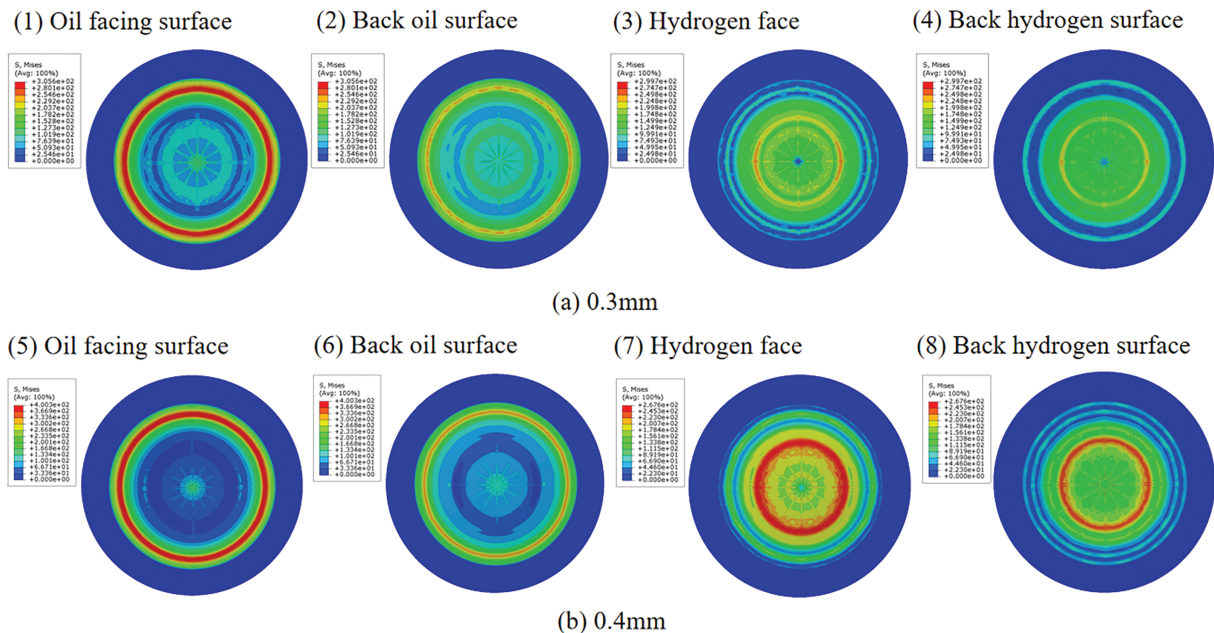 (1) Oil facing surface
(2) Back oil surface
(3) Hydrogen face
(4) Back hydrogen surface
S, Mises
(Avg: 100%)
+3.056e+02
+2.801e+02
+2.546e+02
+2.292e+02
+2.037e+02
+1.782e+02
+1.528e+02
+1.273e+02
+1.019e+02
+7.639e+01
+5.093e+01
+2.546e+01
+0.000e+00
S, Mises
(Avg: 100%)
+3.056e+02
+2.801e+02
+2.546e+02
+2.292e+02
+2.037e+02
+1.782e+02
+1.528e+02
+1.273e+02
+1.019e+02
+7.639e+01
+5.093e+01
+2.546e+01
+0.000e+00
S, Mises
(Avg: 100%)
+2.997e+02
+2.747e+02
+2.498e+02
+2.248e+02
+1.998e+02
+1.748e+02
+1.499e+02
+1.249e+02
+9.991e+01
+7.493e+01
+4.995e+01
+2.498e+01
+0.000e+00
S, Mises
(Avg: 100%)
+2.997e+02
+2.747e+02
+2.498e+02
+2.248e+02
+1.998e+02
+1.748e+02
+1.499e+02
+1.249e+02
+9.991e+01
+7.493e+01
+4.995e+01
+2.498e+01
+0.000e+00
(a) 0.3mm
(5) Oil facing surface
(6) Back oil surface
(7) Hydrogen face
(8) Back hydrogen surface
S, Mises
(Avg: 100%)
+4.003e+02
+3.669e+02
+3.336e+02
+3.002e+02
+2.668e+02
+2.335e+02
+2.001e+02
+1.668e+02
+1.334e+02
+1.001e+02
+6.671e+01
+3.336e+01
+0.000e+00
S, Mises
(Avg: 100%)
+4.003e+02
+3.669e+02
+3.336e+02
+3.002e+02
+2.668e+02
+2.335e+02
+2.001e+02
+1.668e+02
+1.334e+02
+1.001e+02
+6.671e+01
+3.336e+01
+0.000e+00
S, Mises
(Avg: 100%)
+2.676e+02
+2.453e+02
+2.230e+02
+2.007e+02
+1.784e+02
+1.561e+02
+1.338e+02
+1.115e+02
+8.919e+01
+6.690e+01
+4.460e+01
+2.230e+01
+0.000e+00
S, Mises
(Avg: 100%)
+2.676e+02
+2.453e+02
+2.230e+02
+2.007e+02
+1.784e+02
+1.561e+02
+1.338e+02
+1.115e+02
+8.919e+01
+6.690e+01
+4.460e+01
+2.230e+01
+0.000e+00
(b) 0.4mm